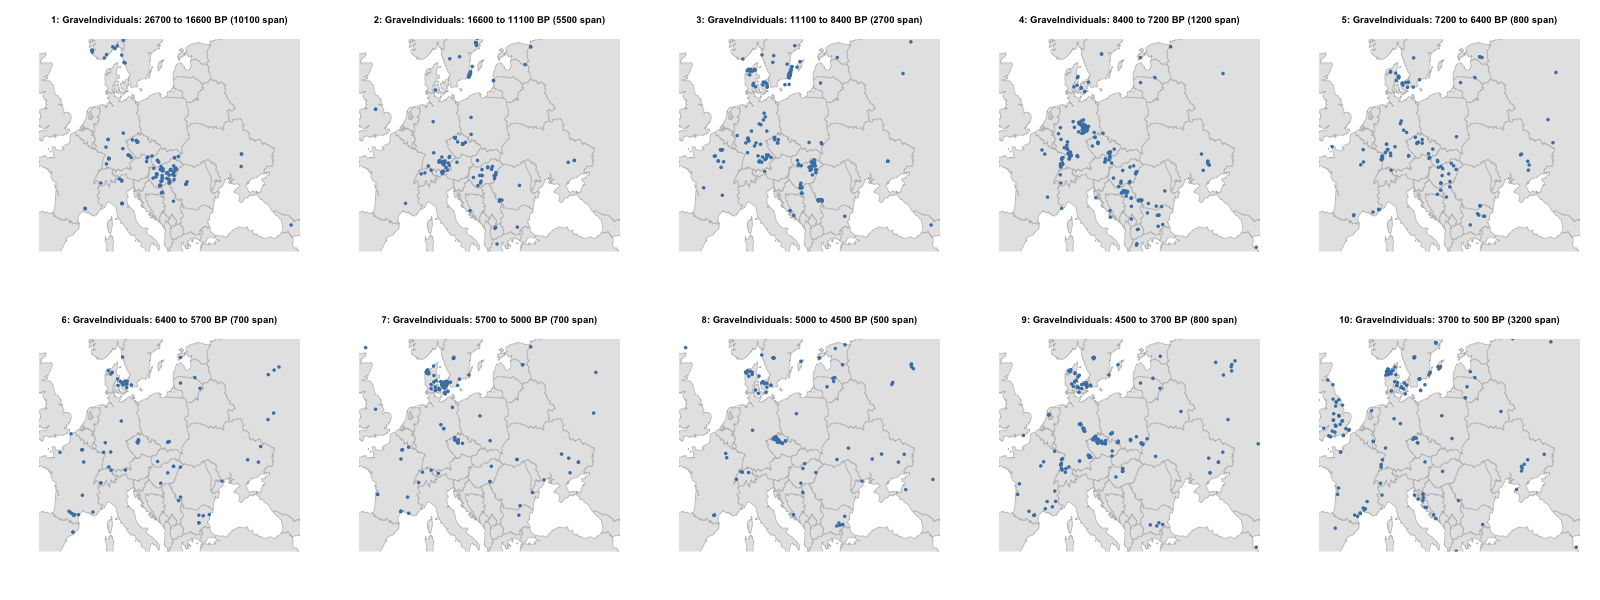 1: GraveIndividuals: 26700 to 16600 BP (10100 span)
2: GraveIndividuals: 16600 to 11100 BP (5500 span)
3: GraveIndividuals: 11100 to 8400 BP (2700 span)
4: GraveIndividuals: 8400 to 7200 BP (1200 span)
5: GraveIndividuals: 7200 to 6400 BP (800 span)
6: GraveIndividuals: 6400 to 5700 BP (700 span)
7: GraveIndividuals: 5700 to 5000 BP (700 span)
8: GraveIndividuals: 5000 to 4500 BP (500 span)
9: GraveIndividuals: 4500 to 3700 BP (800 span)
10: GraveIndividuals: 3700 to 500 BP (3200 span)